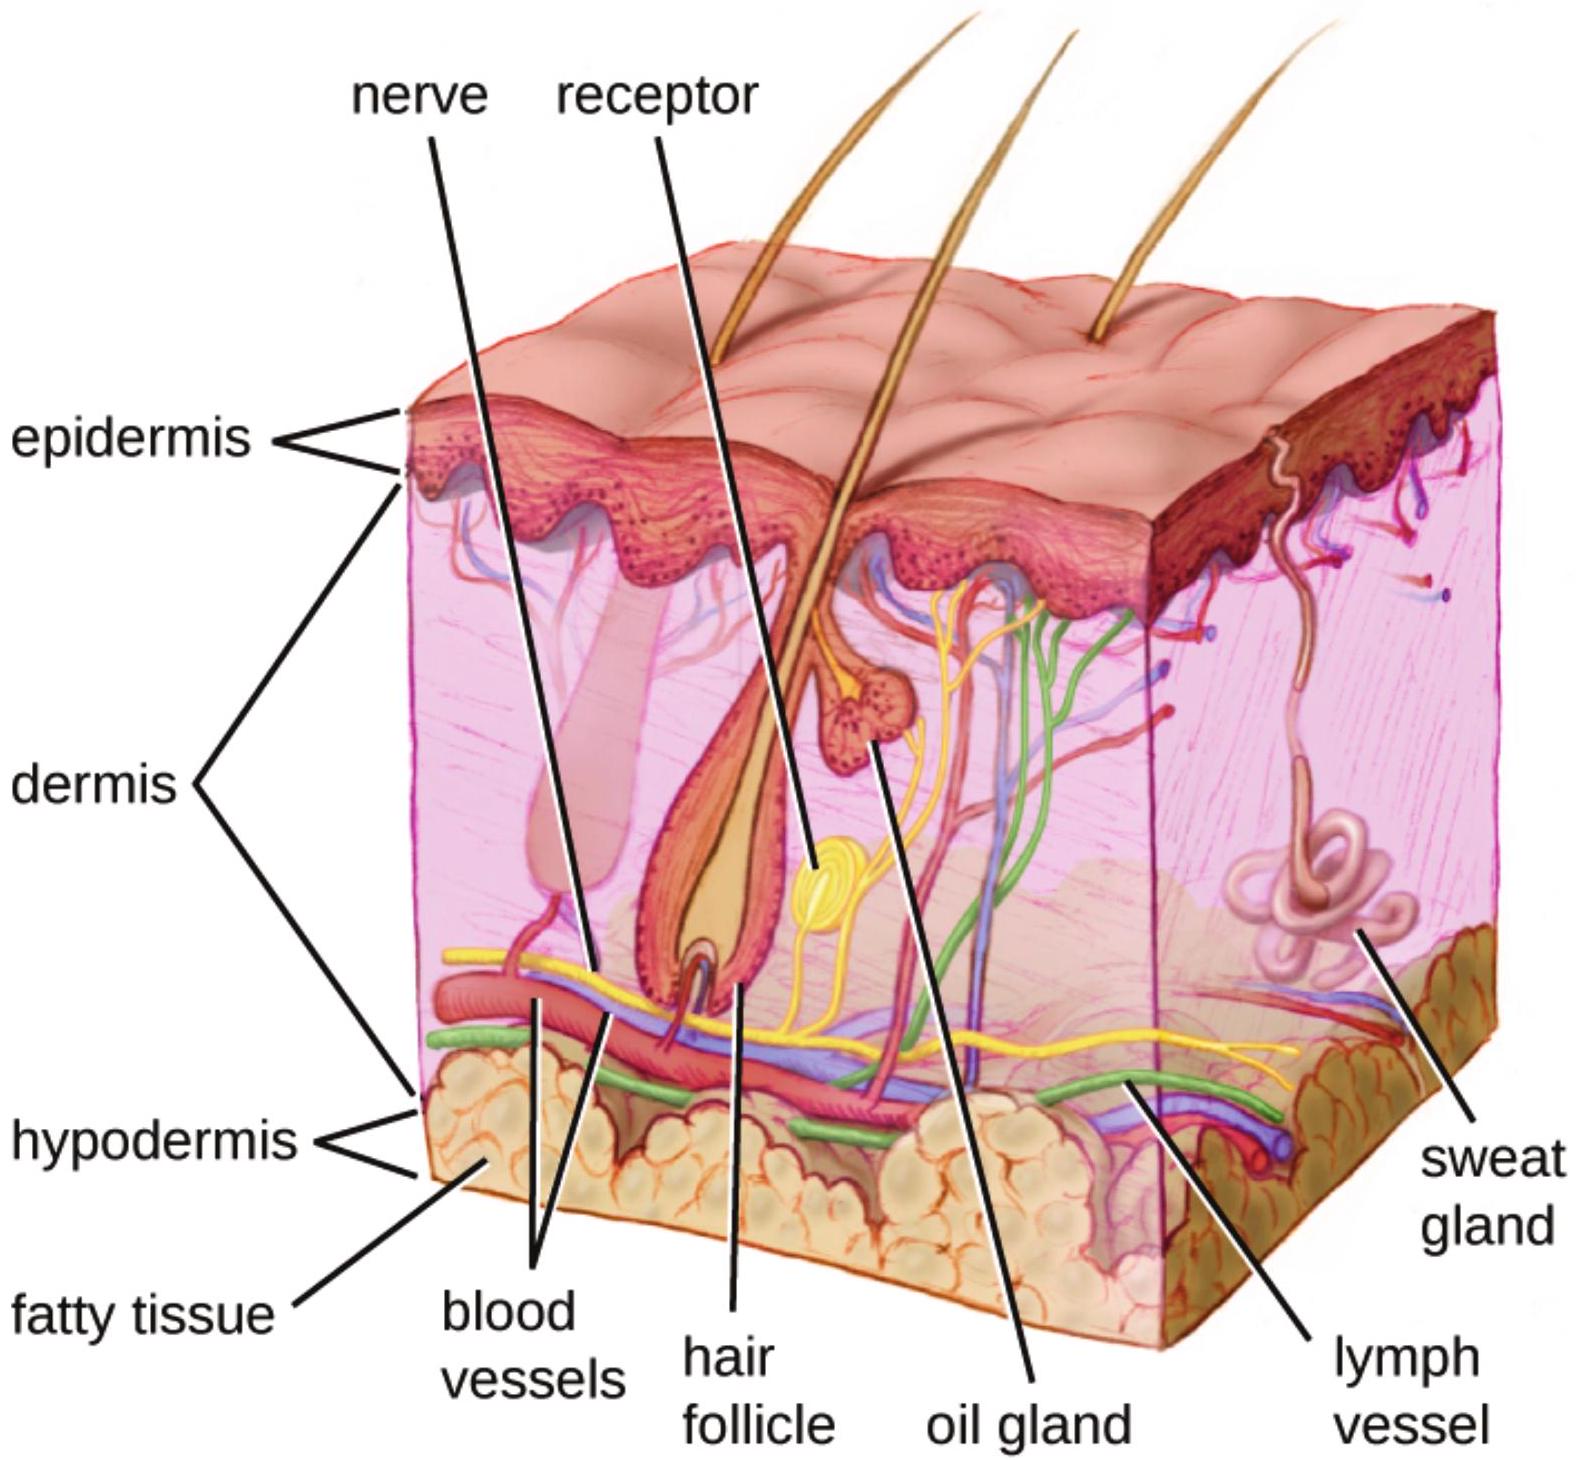 nerve
receptor
epidermis
dermis
hypodermis
fatty tissue
blood
vessels
hair
follicle
oil gland
lymph
vessel
sweat
gland